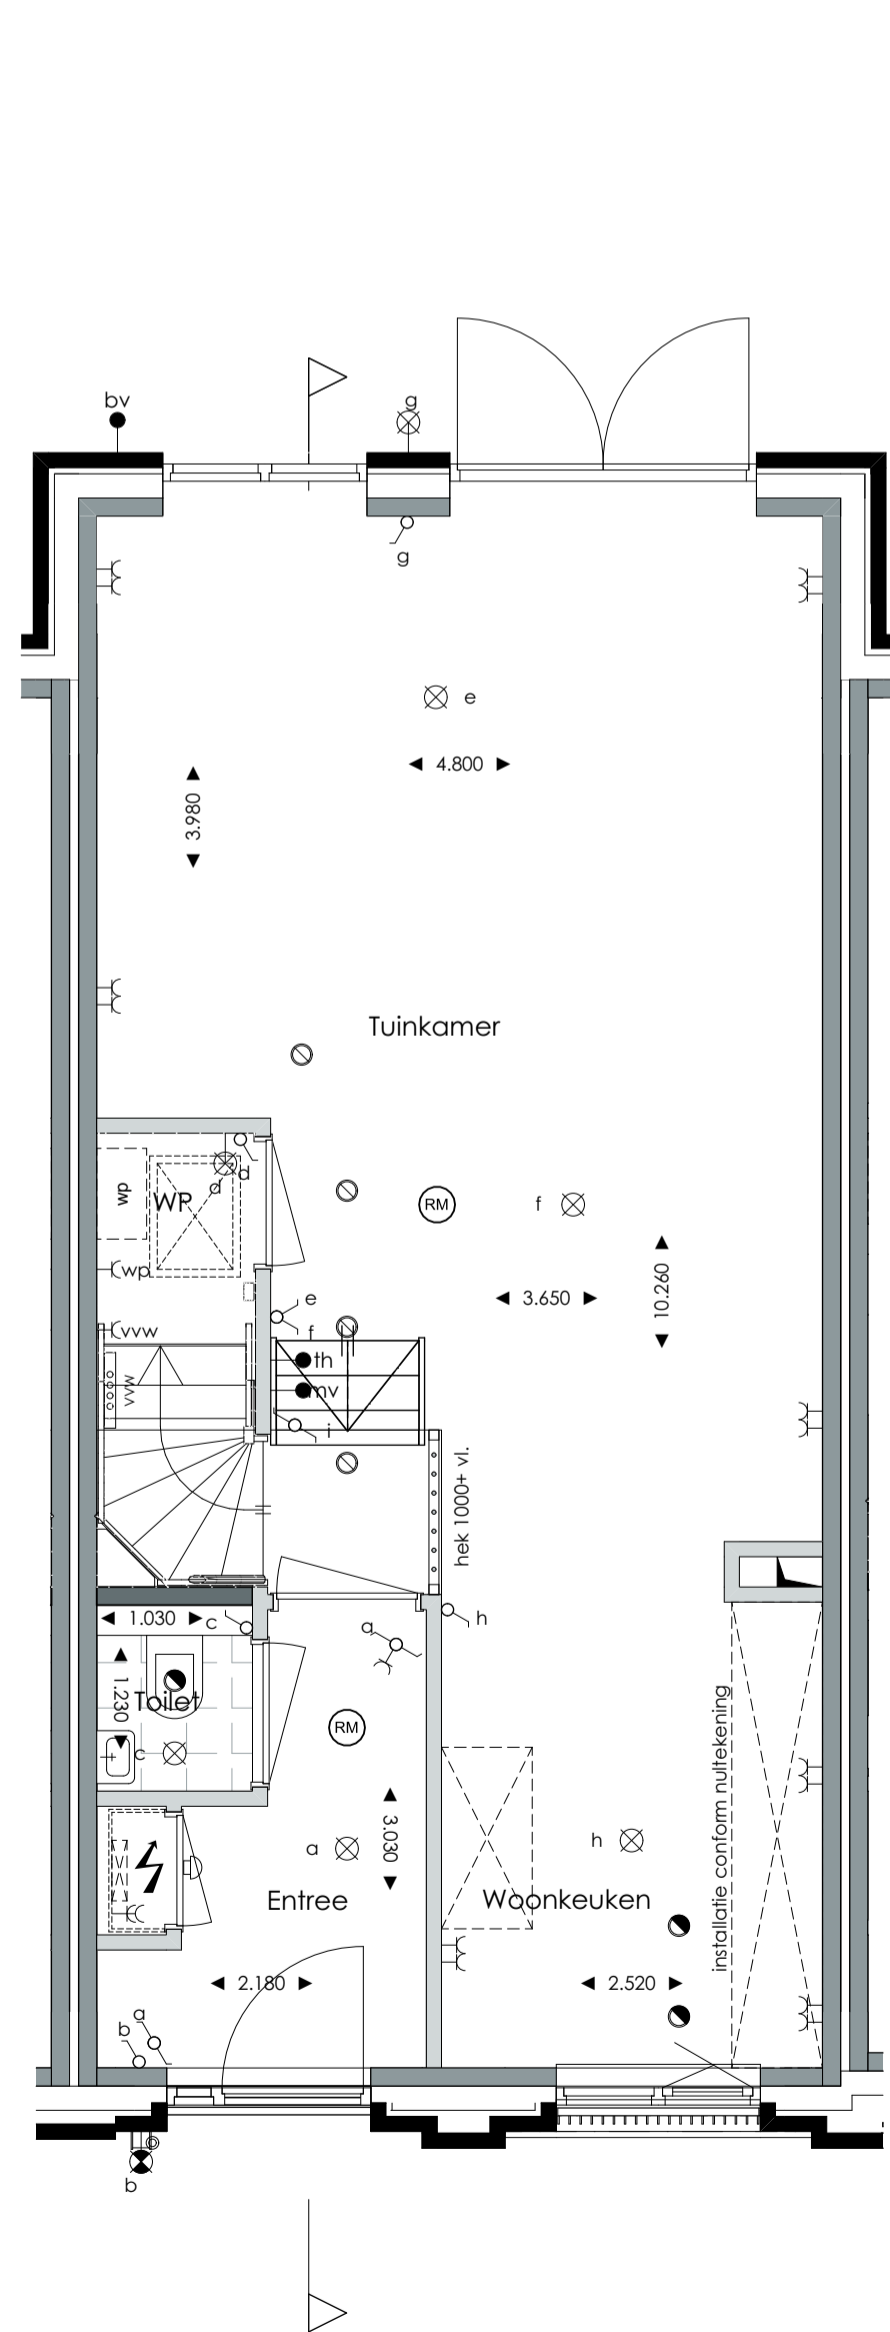 bv
g
g
e
4.800
3.980
Tuinkamer
d
d
wp
WP
RM
f
wp
3.650
10.260
e
f
vvw
th
vvw
mv
i
hek 1000+ vl.
1.030
c
h
a
1.230
Toilet
c
RM
installatie conform nultekening
3.030
a
h
Entree
Woonkeuken
2.180
2.520
a
b
b